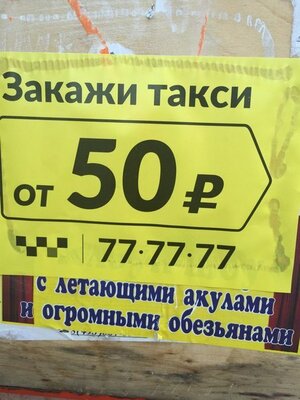 Закажи такси
от 50 ₽
77·77·77
с летающими акулами
и огромными обезьянами